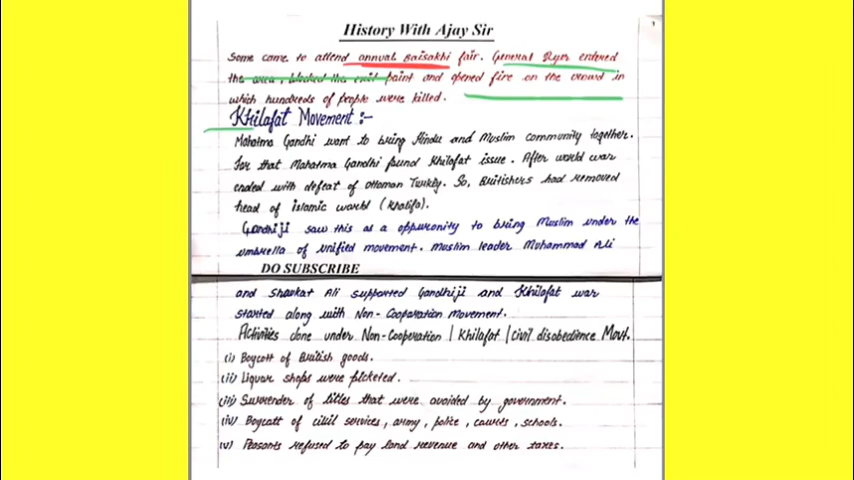 History With Ajay Sir
Some come to attend annual Baisakhi fair. General Dyer entered
the area, blocked the exit point and opened fire on the crowd in
which hundreds of people were killed.
Khilafat Movement :-
Mahatma Gandhi want to bring Hindu and Muslim community together.
For that Mahatma Gandhi found Khilafat issue. After world war
ended with defeat of Ottoman Turkey. So, Britishers had removed
head of islamic world (Khalifa).
Gandhiji saw this as a oppuronity to bring Muslim under the
umbrella of unified movement. Muslim leader Mohammad Ali
DO SUBSCRIBE
and Shaukat Ali supported Gandhiji and Khilafat war
started along with Non-Cooperation Movement.
Activities done under Non-Cooperation | Khilafat | civil disobedience Movt.
(i) Boycott of British goods.
(ii) Liquor shops were picketed.
(iii) Surrender of titles that were avoided by government.
(iv) Boycott of civil services, army, police, courts, schools.
(v) Peasants refused to pay land revenue and other taxes.